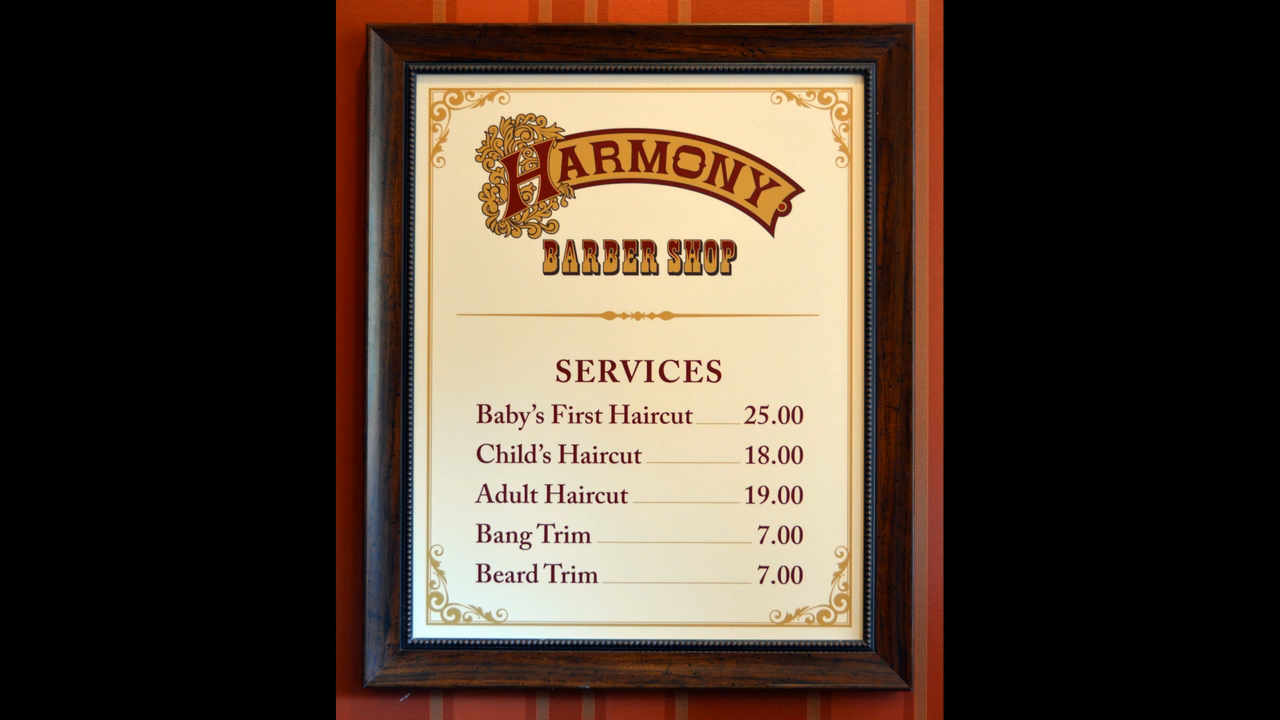 HARMONY
BARBER SHOP
SERVICES
Baby's First Haircut 25.00
Child's Haircut 18.00
Adult Haircut 19.00
Bang Trim 7.00
Beard Trim 7.00